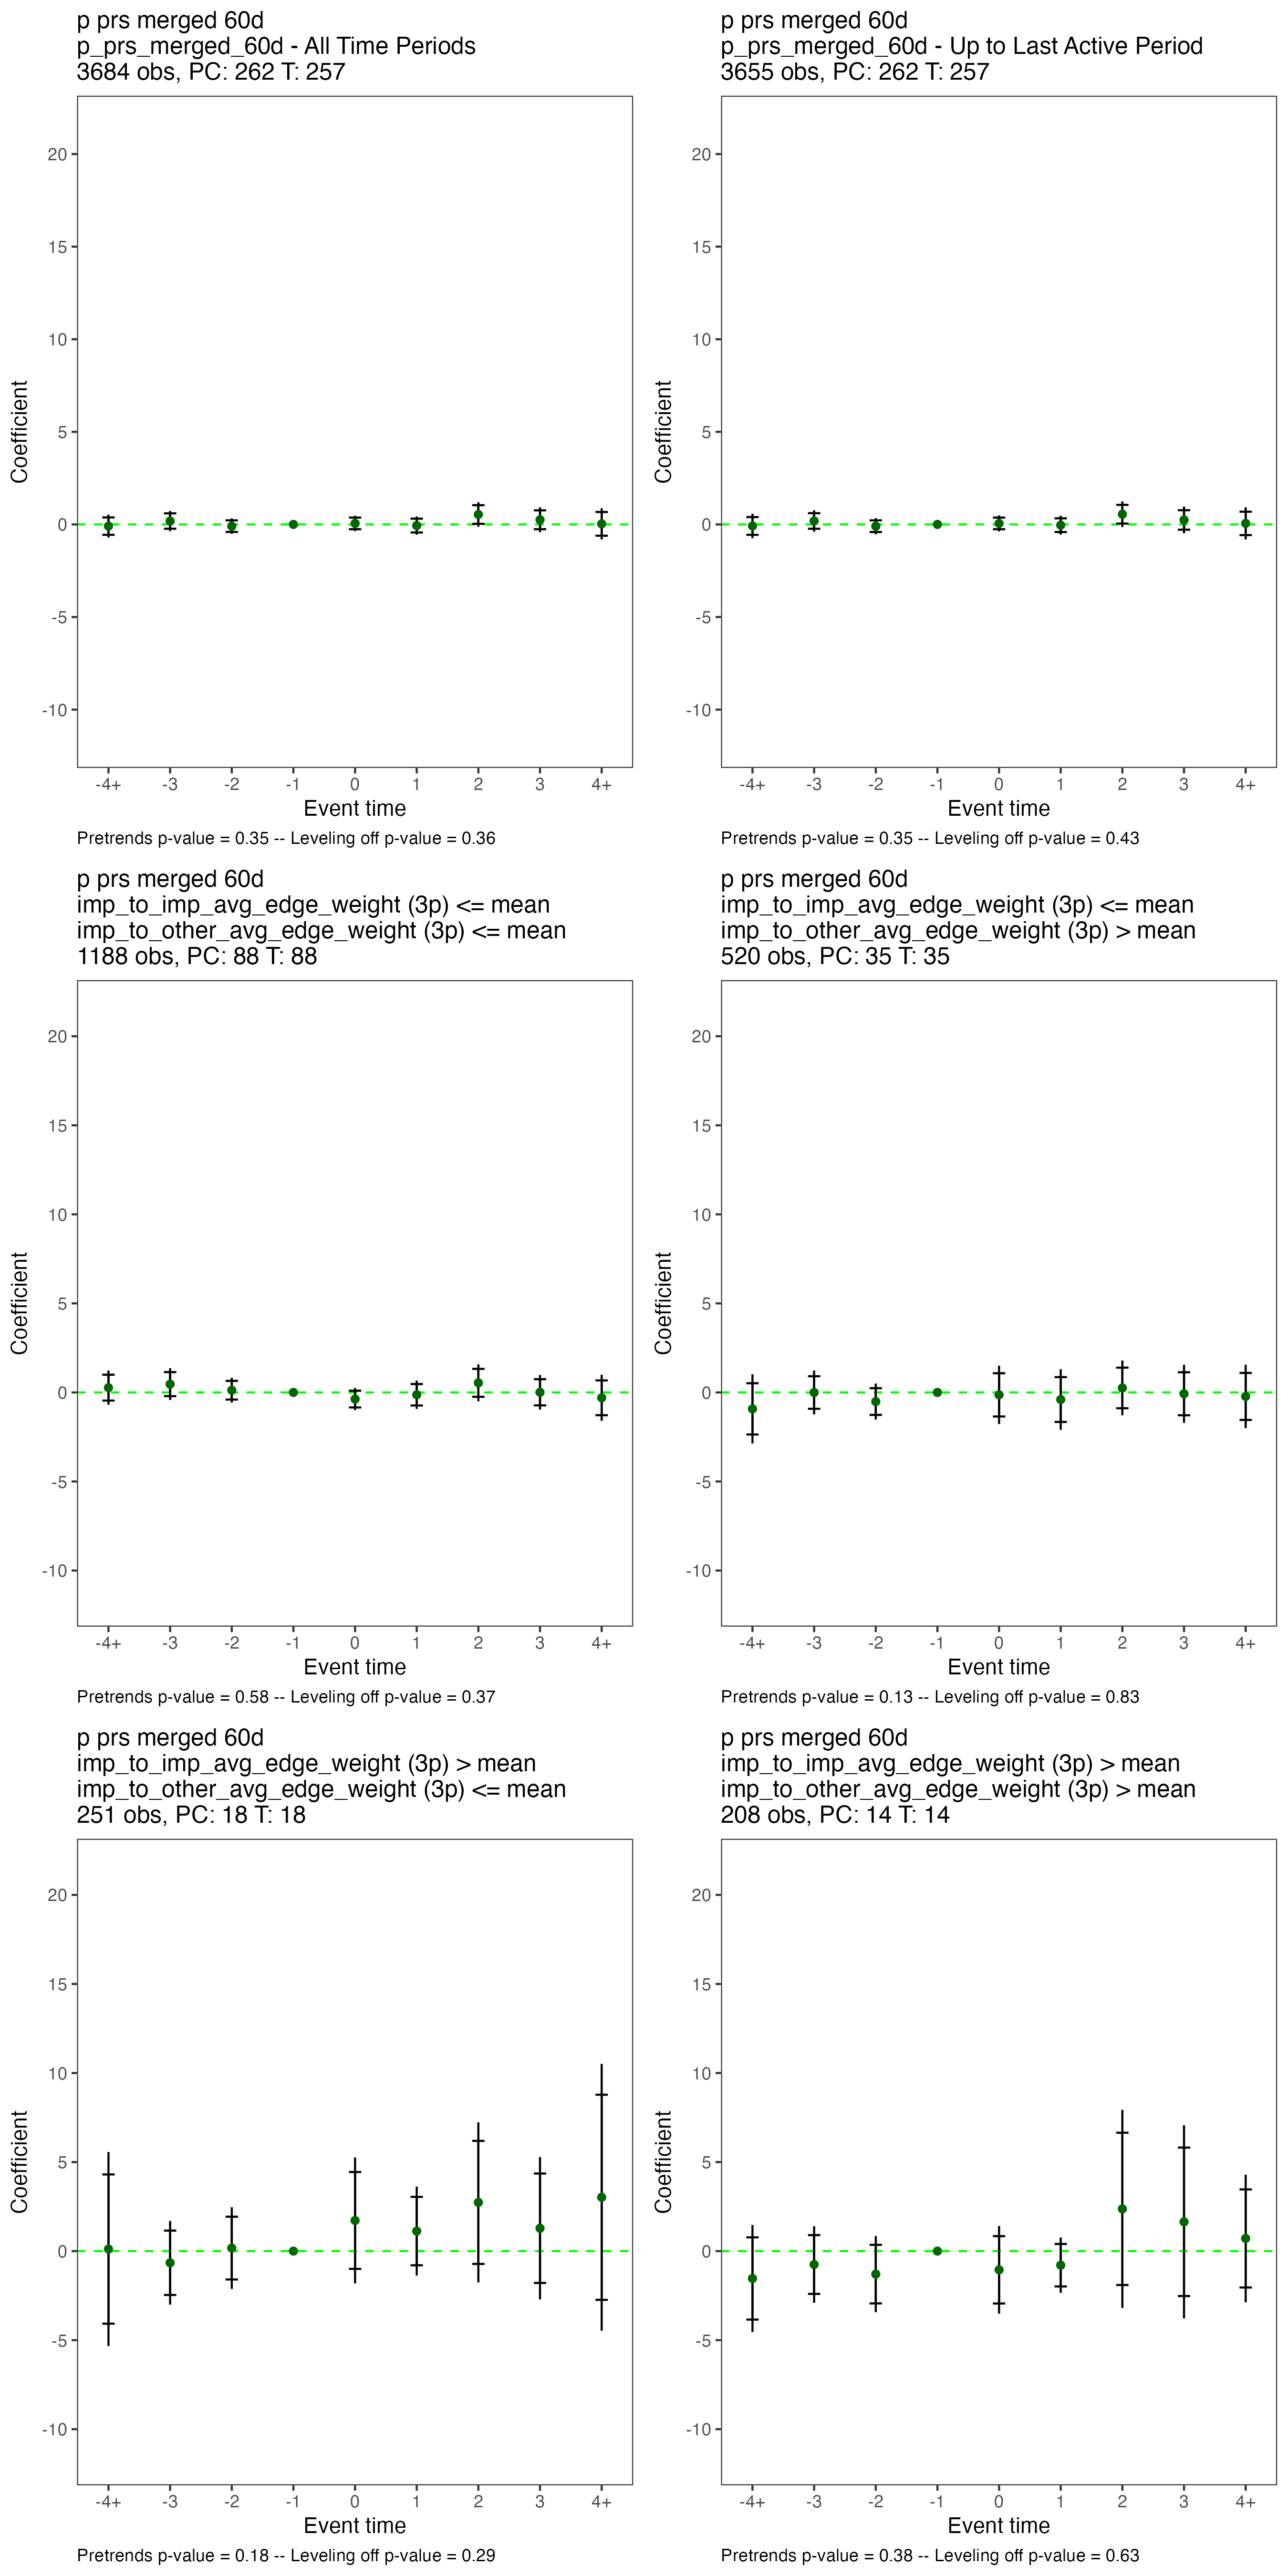 p prs merged 60d
p_prs_merged_60d - All Time Periods
3684 obs, PC: 262 T: 257
20
15
10
5
0
-5
-10
Coefficient
-4+ -3 -2 -1 0 1 2 3 4+
Event time
Pretrends p-value = 0.35 -- Leveling off p-value = 0.36
p prs merged 60d
p_prs_merged_60d - Up to Last Active Period
3655 obs, PC: 262 T: 257
20
15
10
5
0
-5
-10
Coefficient
-4+ -3 -2 -1 0 1 2 3 4+
Event time
Pretrends p-value = 0.35 -- Leveling off p-value = 0.43
p prs merged 60d
imp_to_imp_avg_edge_weight (3p) <= mean
imp_to_other_avg_edge_weight (3p) <= mean
1188 obs, PC: 88 T: 88
20
15
10
5
0
-5
-10
Coefficient
-4+ -3 -2 -1 0 1 2 3 4+
Event time
Pretrends p-value = 0.58 -- Leveling off p-value = 0.37
p prs merged 60d
imp_to_imp_avg_edge_weight (3p) <= mean
imp_to_other_avg_edge_weight (3p) > mean
520 obs, PC: 35 T: 35
20
15
10
5
0
-5
-10
Coefficient
-4+ -3 -2 -1 0 1 2 3 4+
Event time
Pretrends p-value = 0.13 -- Leveling off p-value = 0.83
p prs merged 60d
imp_to_imp_avg_edge_weight (3p) > mean
imp_to_other_avg_edge_weight (3p) <= mean
251 obs, PC: 18 T: 18
20
15
10
5
0
-5
-10
Coefficient
-4+ -3 -2 -1 0 1 2 3 4+
Event time
Pretrends p-value = 0.18 -- Leveling off p-value = 0.29
p prs merged 60d
imp_to_imp_avg_edge_weight (3p) > mean
imp_to_other_avg_edge_weight (3p) > mean
208 obs, PC: 14 T: 14
20
15
10
5
0
-5
-10
Coefficient
-4+ -3 -2 -1 0 1 2 3 4+
Event time
Pretrends p-value = 0.38 -- Leveling off p-value = 0.63